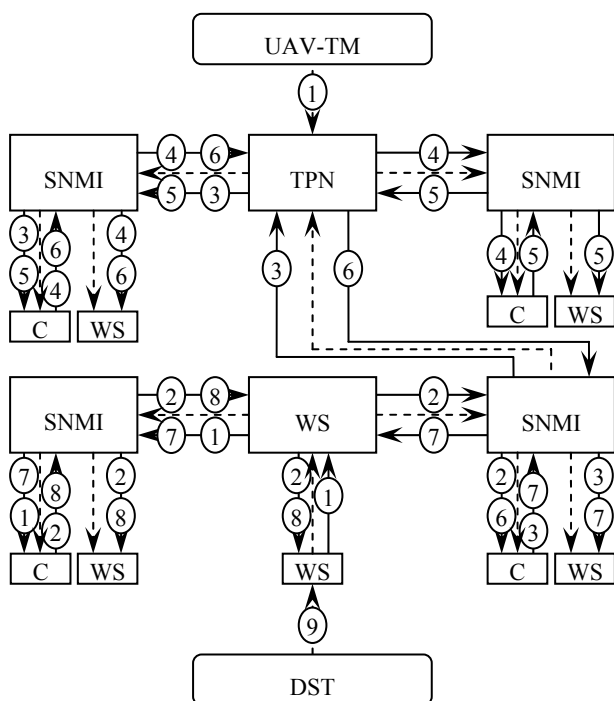 UAV-TM
1
4 6 4
SNMI TPN SNMI
5 3 5
3 4
6 3 6 4 5
5 6 4 5
4
C WS C WS
2 8 2
SNMI WS SNMI
7 1 7
7 2 2 2 3
8 1 7
1 8 8 6 7
2 3
C WS WS C WS
9
DST